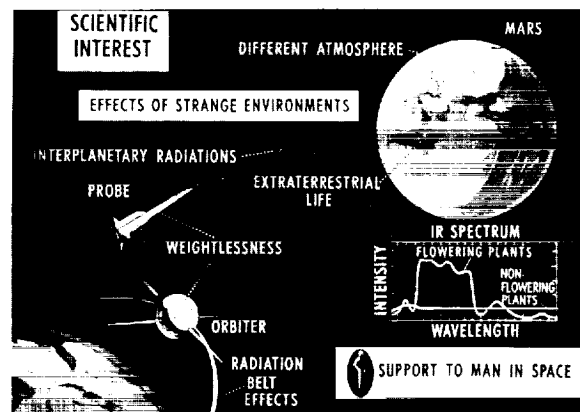 SCIENTIFIC
INTEREST
MARS
DIFFERENT ATMOSPHERE
EFFECTS OF STRANGE ENVIRONMENTS
INTERPLANETARY RADIATIONS
EXTRATERRESTRIAL
LIFE
PROBE
WEIGHTLESSNESS
IR SPECTRUM
FLOWERING PLANTS
NON-
FLOWERING
PLANTS
INTENSITY
WAVELENGTH
ORBITER
RADIATION
BELT
EFFECTS
SUPPORT TO MAN IN SPACE